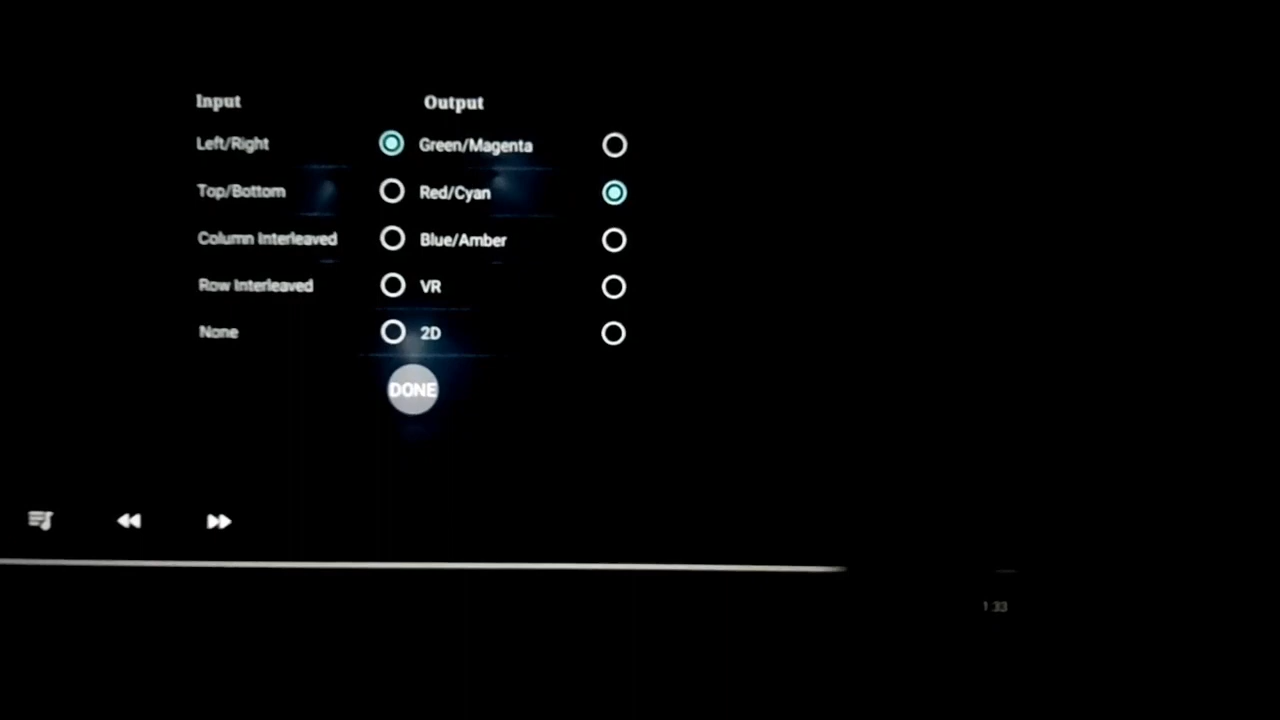 Input Output
Left/Right Green/Magenta
Top/Bottom Red/Cyan
Column Interleaved Blue/Amber
Row Interleaved VR
None 2D
DONE
1:33